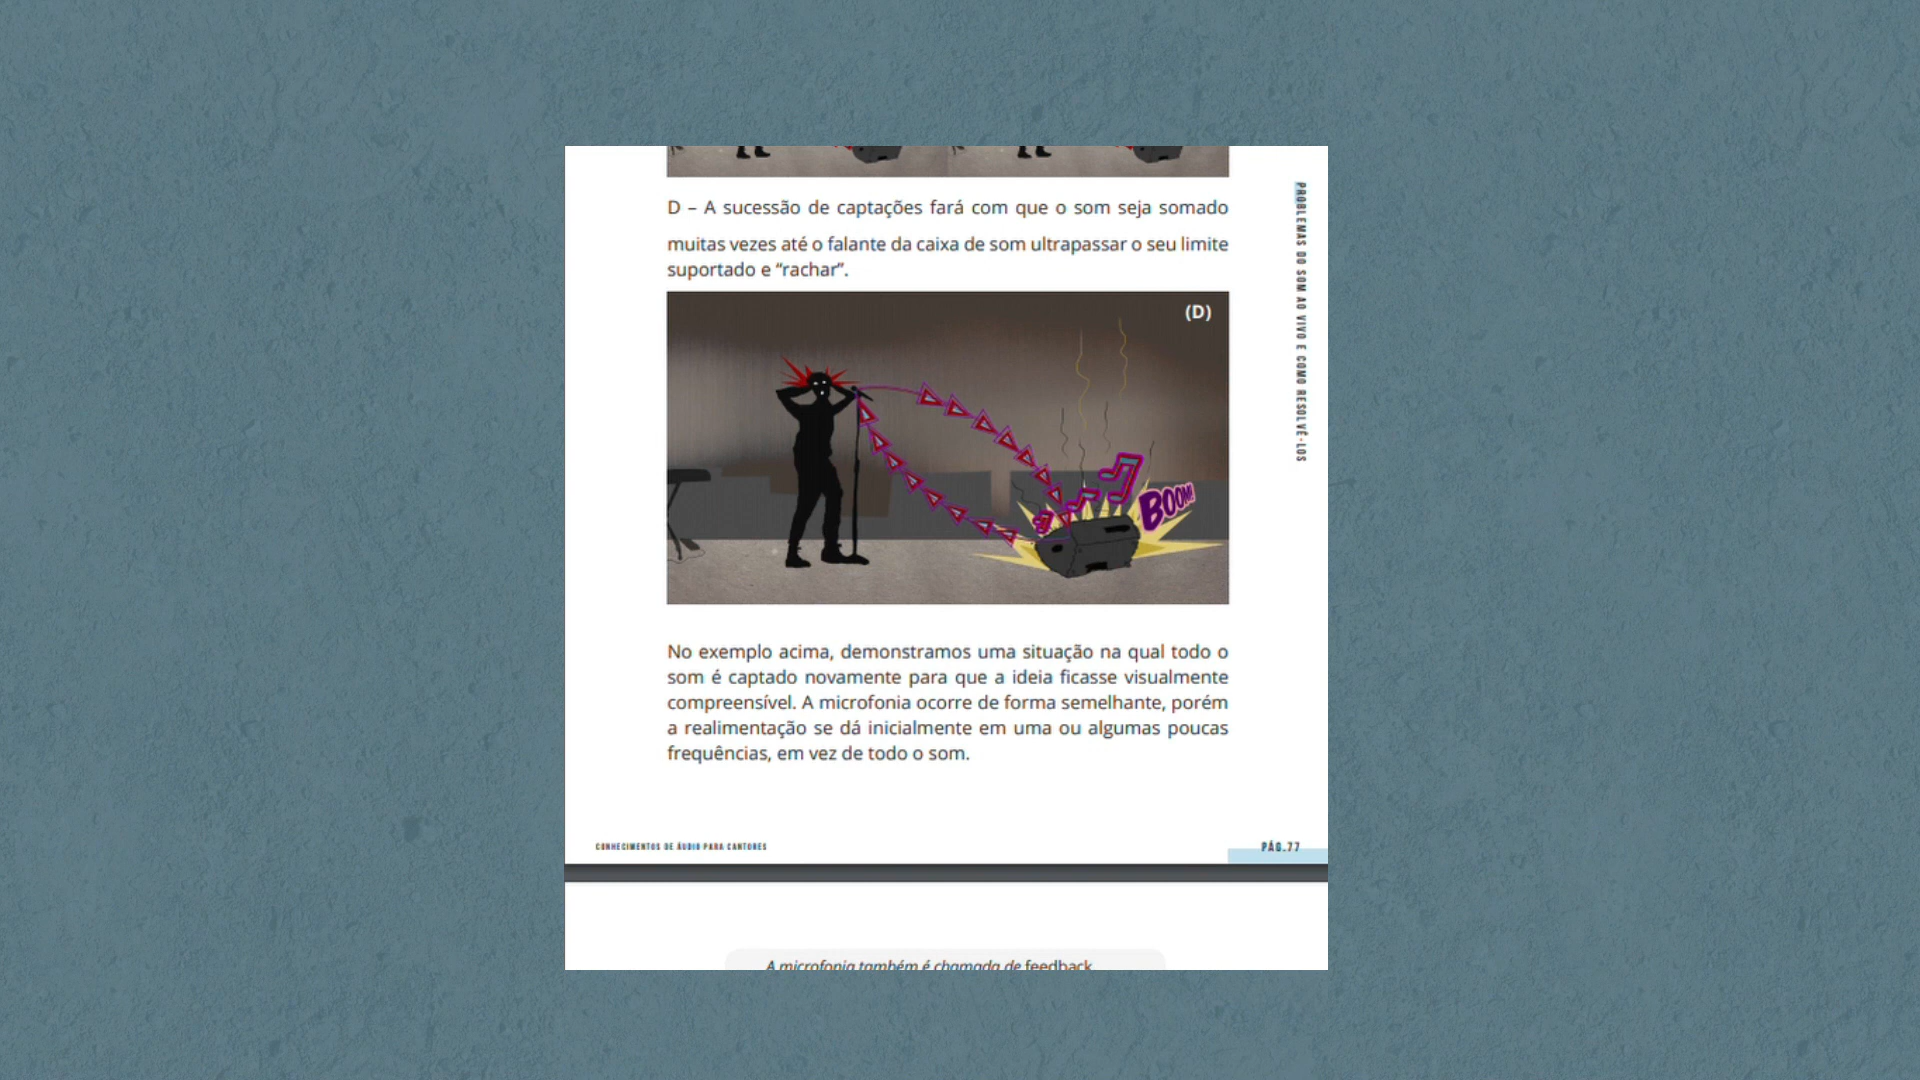 D – A sucessão de captações fará com que o som seja somado
muitas vezes até o falante da caixa de som ultrapassar o seu limite
suportado e “rachar”.
(D)
BOOM!
No exemplo acima, demonstramos uma situação na qual todo o
som é captado novamente para que a ideia ficasse visualmente
compreensível. A microfonia ocorre de forma semelhante, porém
a realimentação se dá inicialmente em uma ou algumas poucas
frequências, em vez de todo o som.
PROBLEMAS DO SOM AO VIVO E COMO RESOLVÊ-LOS
CONHECIMENTOS DE ÁUDIO PARA CANTORES
PÁG.77
A microfonia também é chamada de feedback